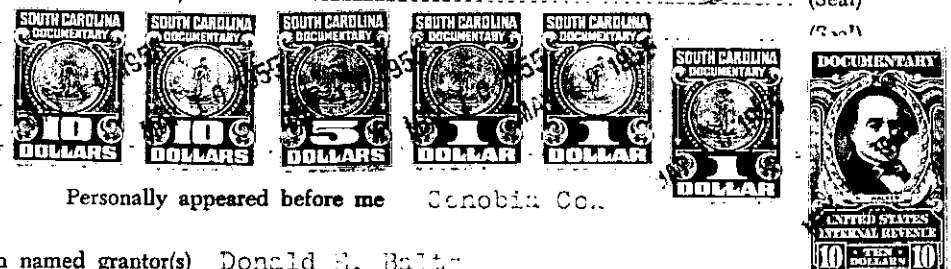 (Seal)
SOUTH CAROLINA DOCUMENTARY 10 DOLLARS
SOUTH CAROLINA DOCUMENTARY 10 DOLLARS
SOUTH CAROLINA DOCUMENTARY 5 DOLLARS
SOUTH CAROLINA DOCUMENTARY 1 DOLLAR
SOUTH CAROLINA DOCUMENTARY 1 DOLLAR
SOUTH CAROLINA DOCUMENTARY 1 DOLLAR
DOCUMENTARY
UNITED STATES
INTERNAL REVENUE
10 TEN DOLLARS 10
Personally appeared before me
named grantor(s) Donald